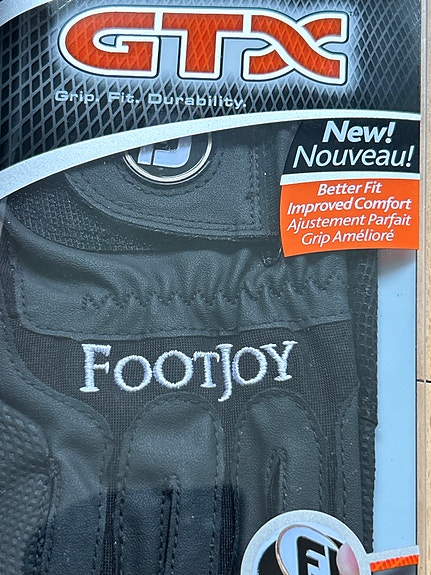 GTX
Grip. Fit. Durability.
New!
Nouveau!
Better Fit
Improved Comfort
Ajustement Parfait
Grip Amélioré
FOOTJOY